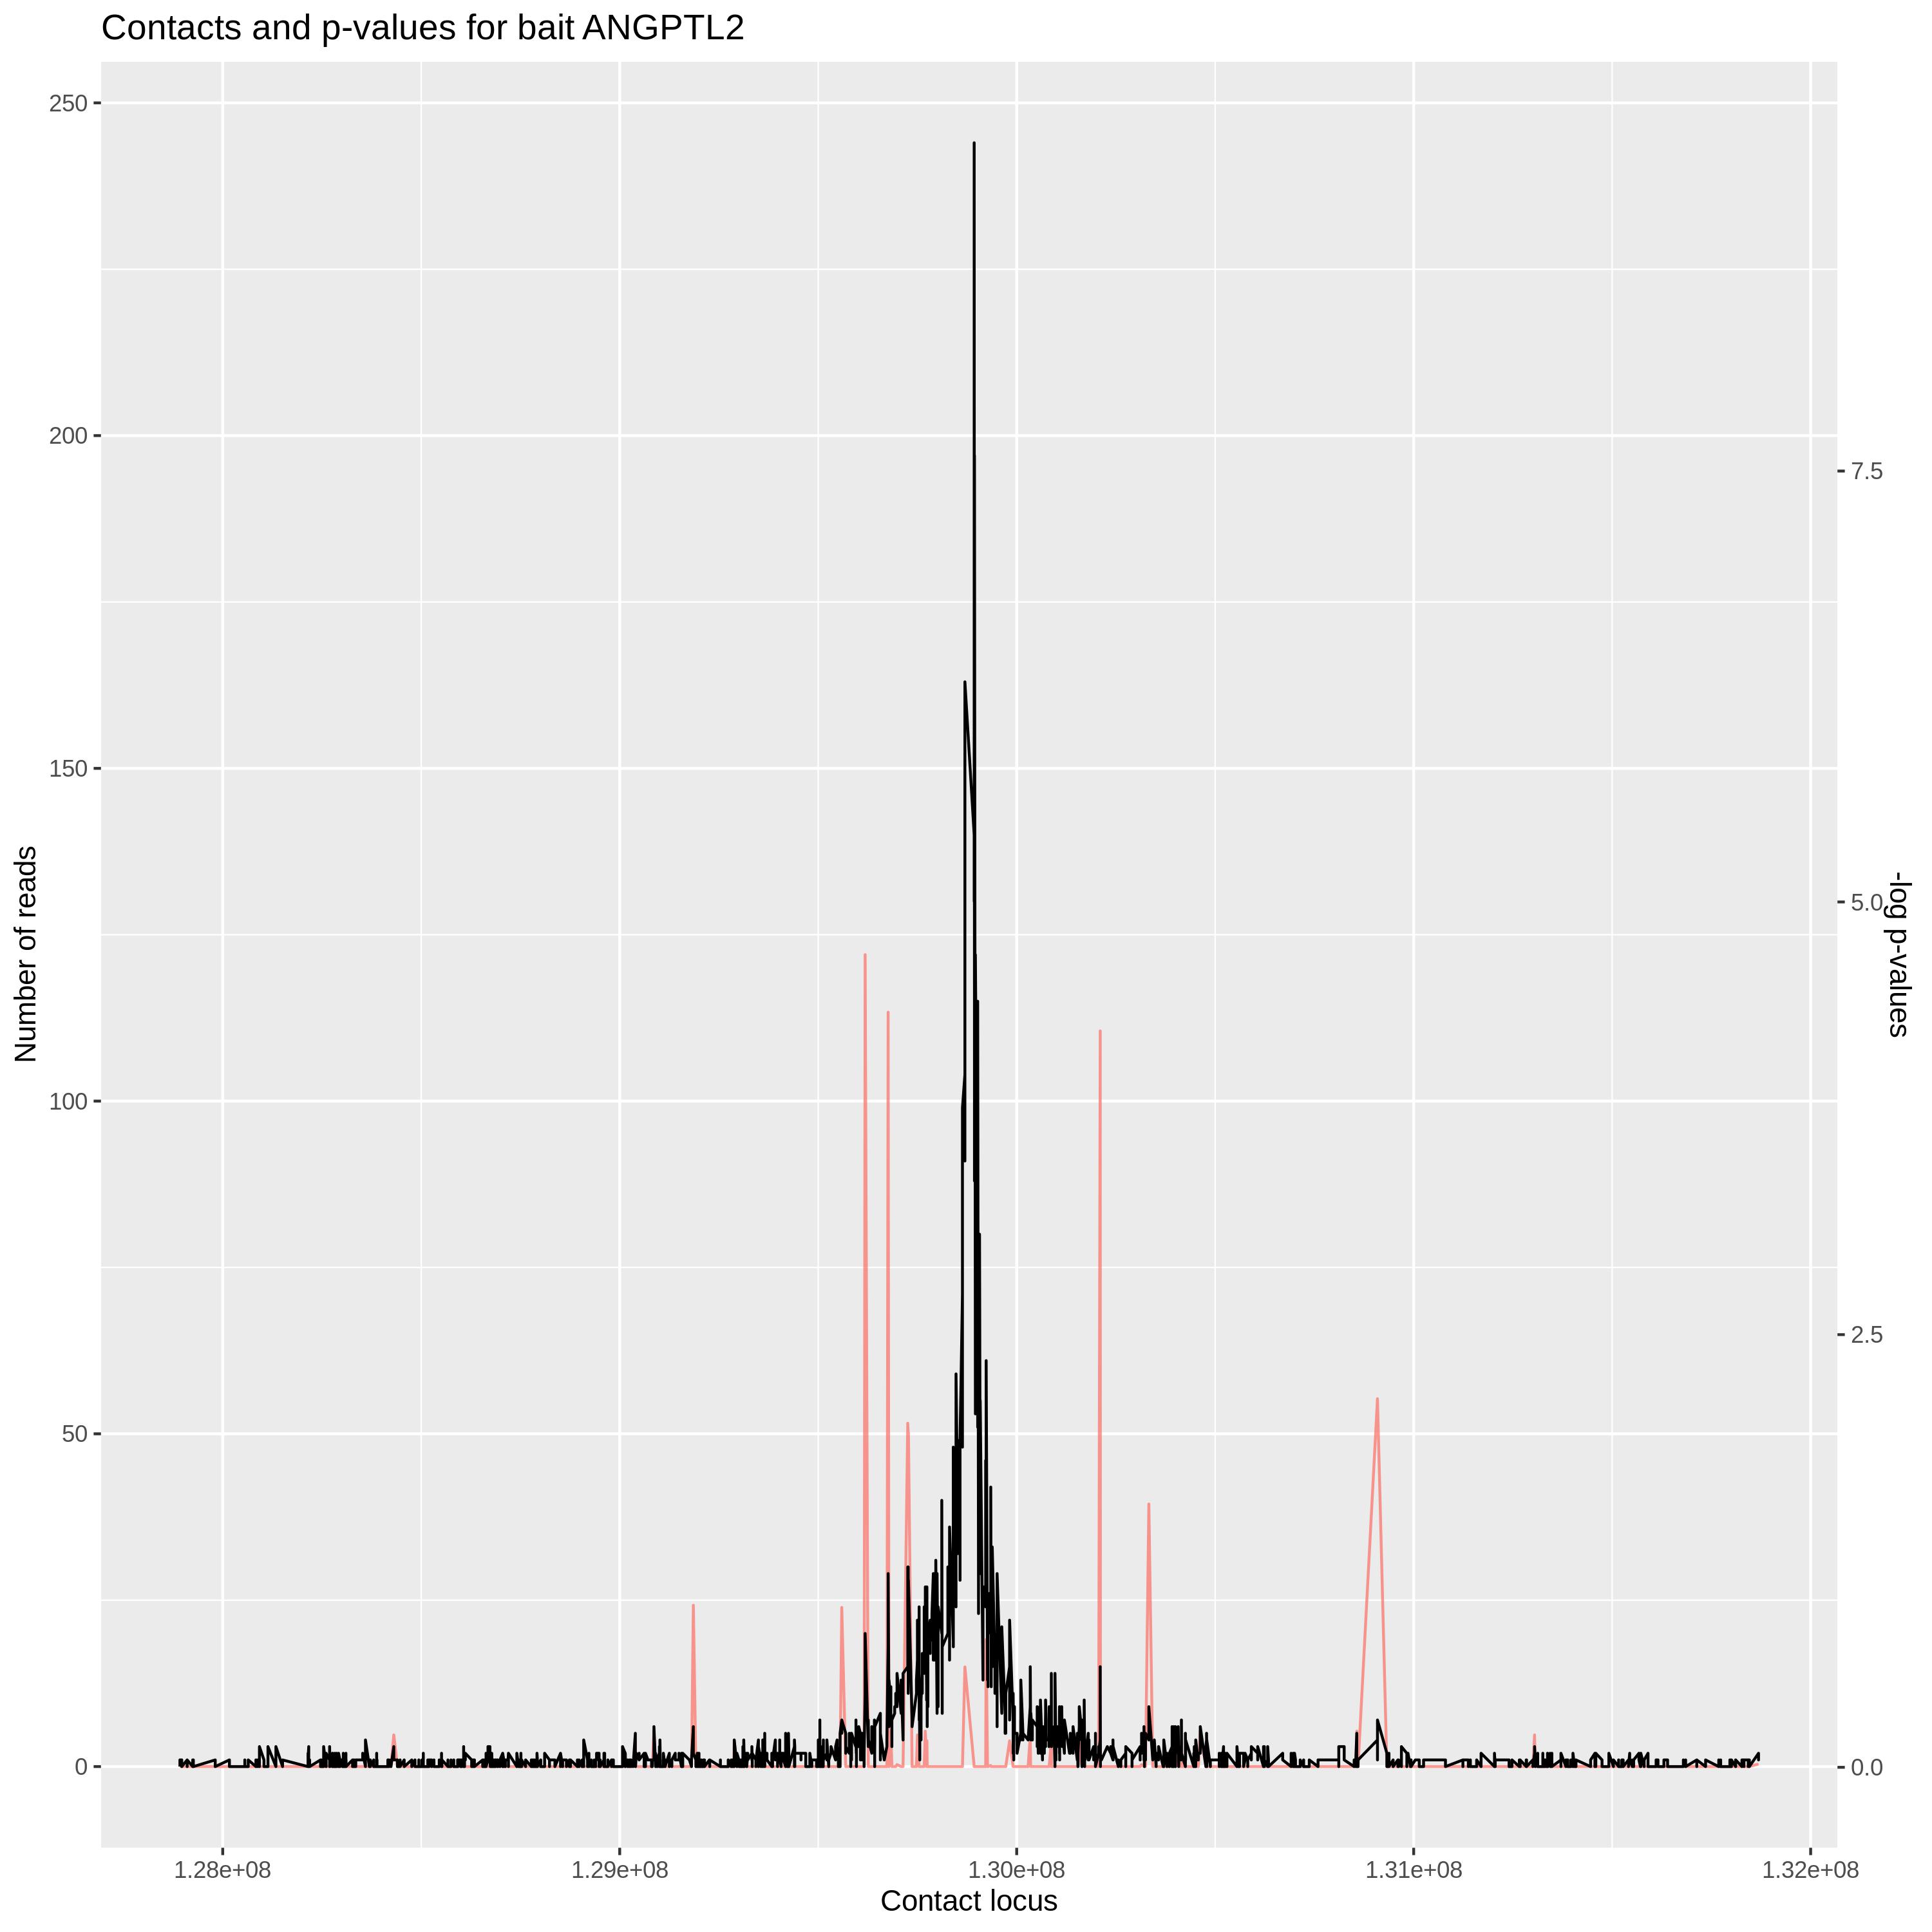 Contacts and p-values for bait ANGPTL2
250
200
150
100
50
0
Number of reads
7.5
5.0
2.5
0.0
-log p-values
1.28e+08
1.29e+08
1.30e+08
1.31e+08
1.32e+08
Contact locus